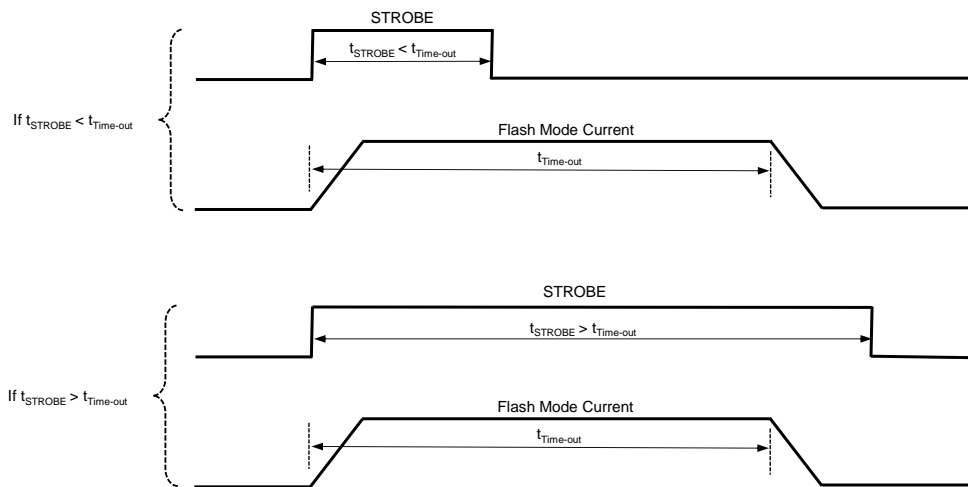 STROBE
tSTROBE < tTime-out
If tSTROBE < tTime-out
Flash Mode Current
tTime-out
STROBE
tSTROBE > tTime-out
If tSTROBE > tTime-out
Flash Mode Current
tTime-out